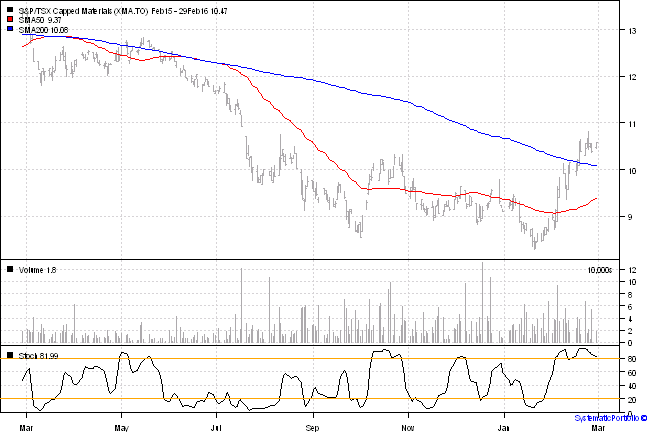 S&P/TSX Capped Materials (XMA.TO) Feb15 - 29Feb16 10.47
SMA50 9.37
SMA200 10.08
13
12
11
10
9
Volume 1.8
10,000s
12
10
8
6
4
2
0
Stoch 81.99
80
60
40
20
0
SystematicPortfolio ©
Mar May Jul Sep Nov Jan Mar